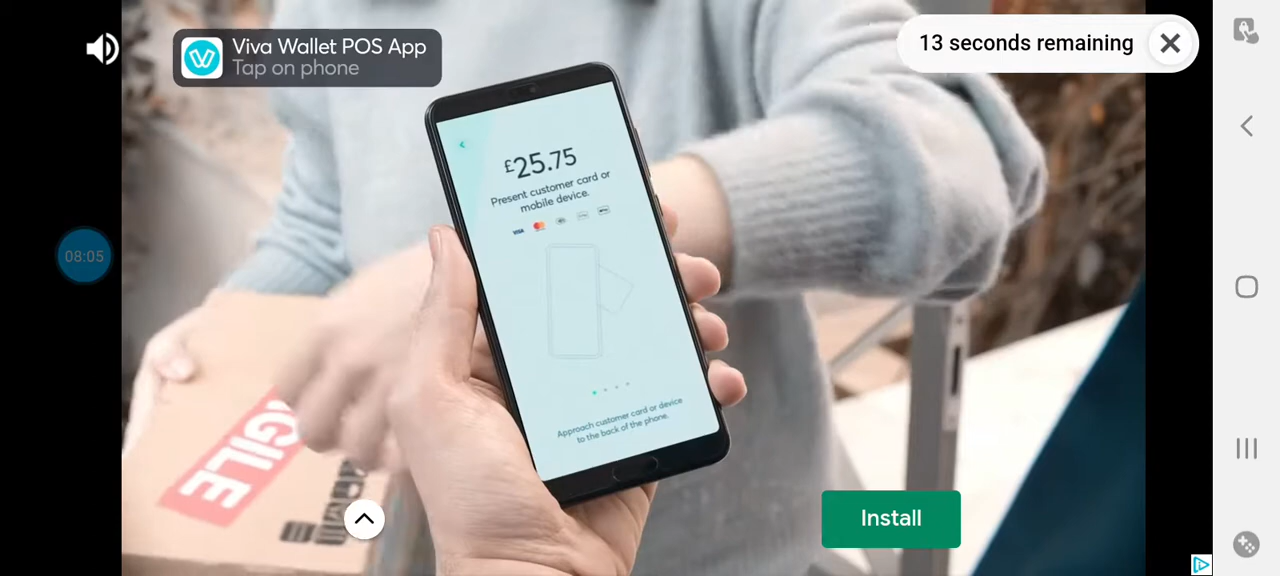 Viva Wallet POS App
Tap on phone
13 seconds remaining
£25.75
Present customer card or
mobile device.
VISA
08:05
Approach customer card or device
to the back of the phone.
GILE
Install